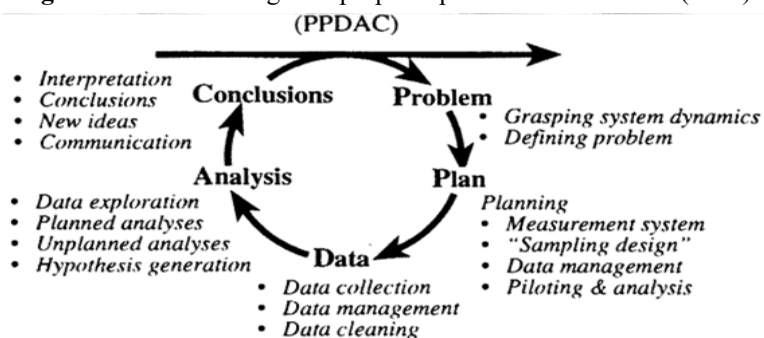 (PPDAC)
• Interpretation
• Conclusions
• New ideas
• Communication
Conclusions
Problem
• Grasping system dynamics
• Defining problem
Analysis
Plan
• Data exploration
• Planned analyses
• Unplanned analyses
• Hypothesis generation
Planning
• Measurement system
• “Sampling design”
• Data management
• Piloting & analysis
Data
• Data collection
• Data management
• Data cleaning